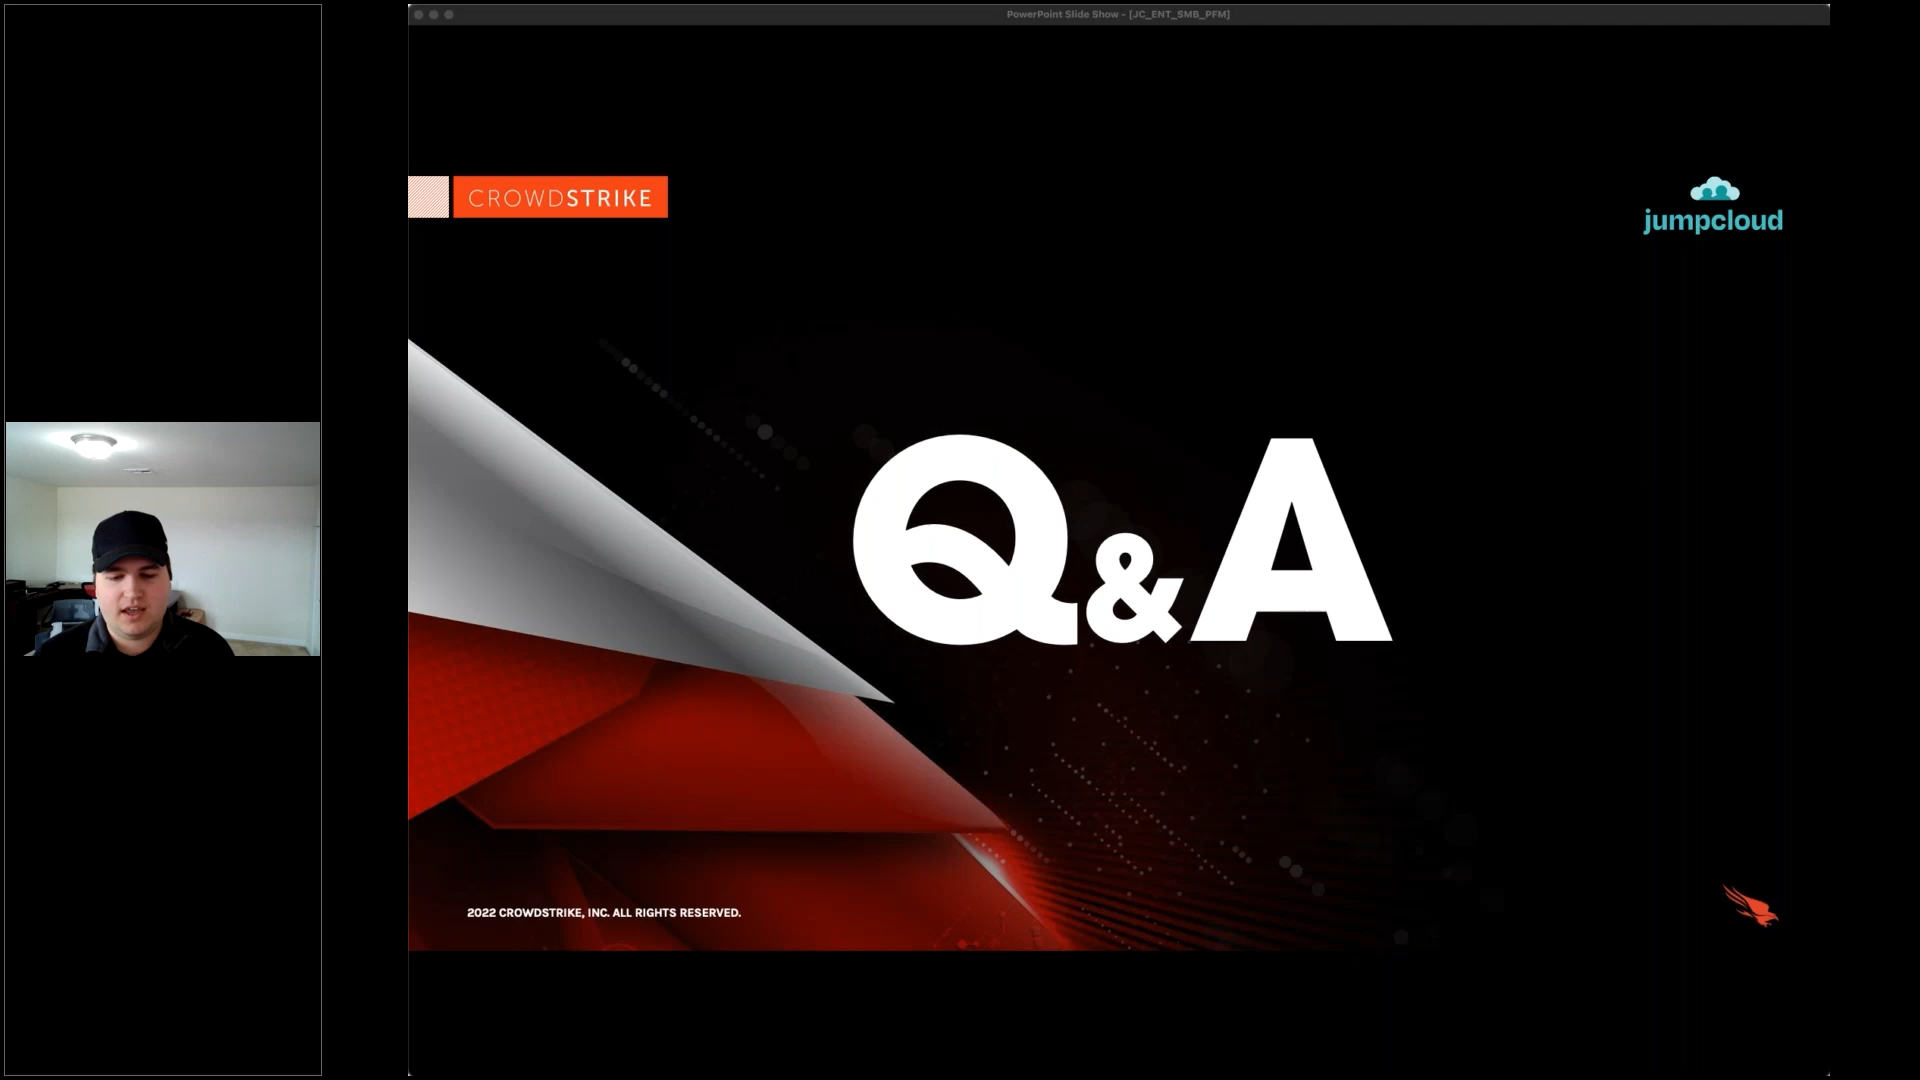 PowerPoint Slide Show - [JC_ENT_SMB_PFM]
CROWDSTRIKE
jumpcloud
Q&A
2022 CROWDSTRIKE, INC. ALL RIGHTS RESERVED.